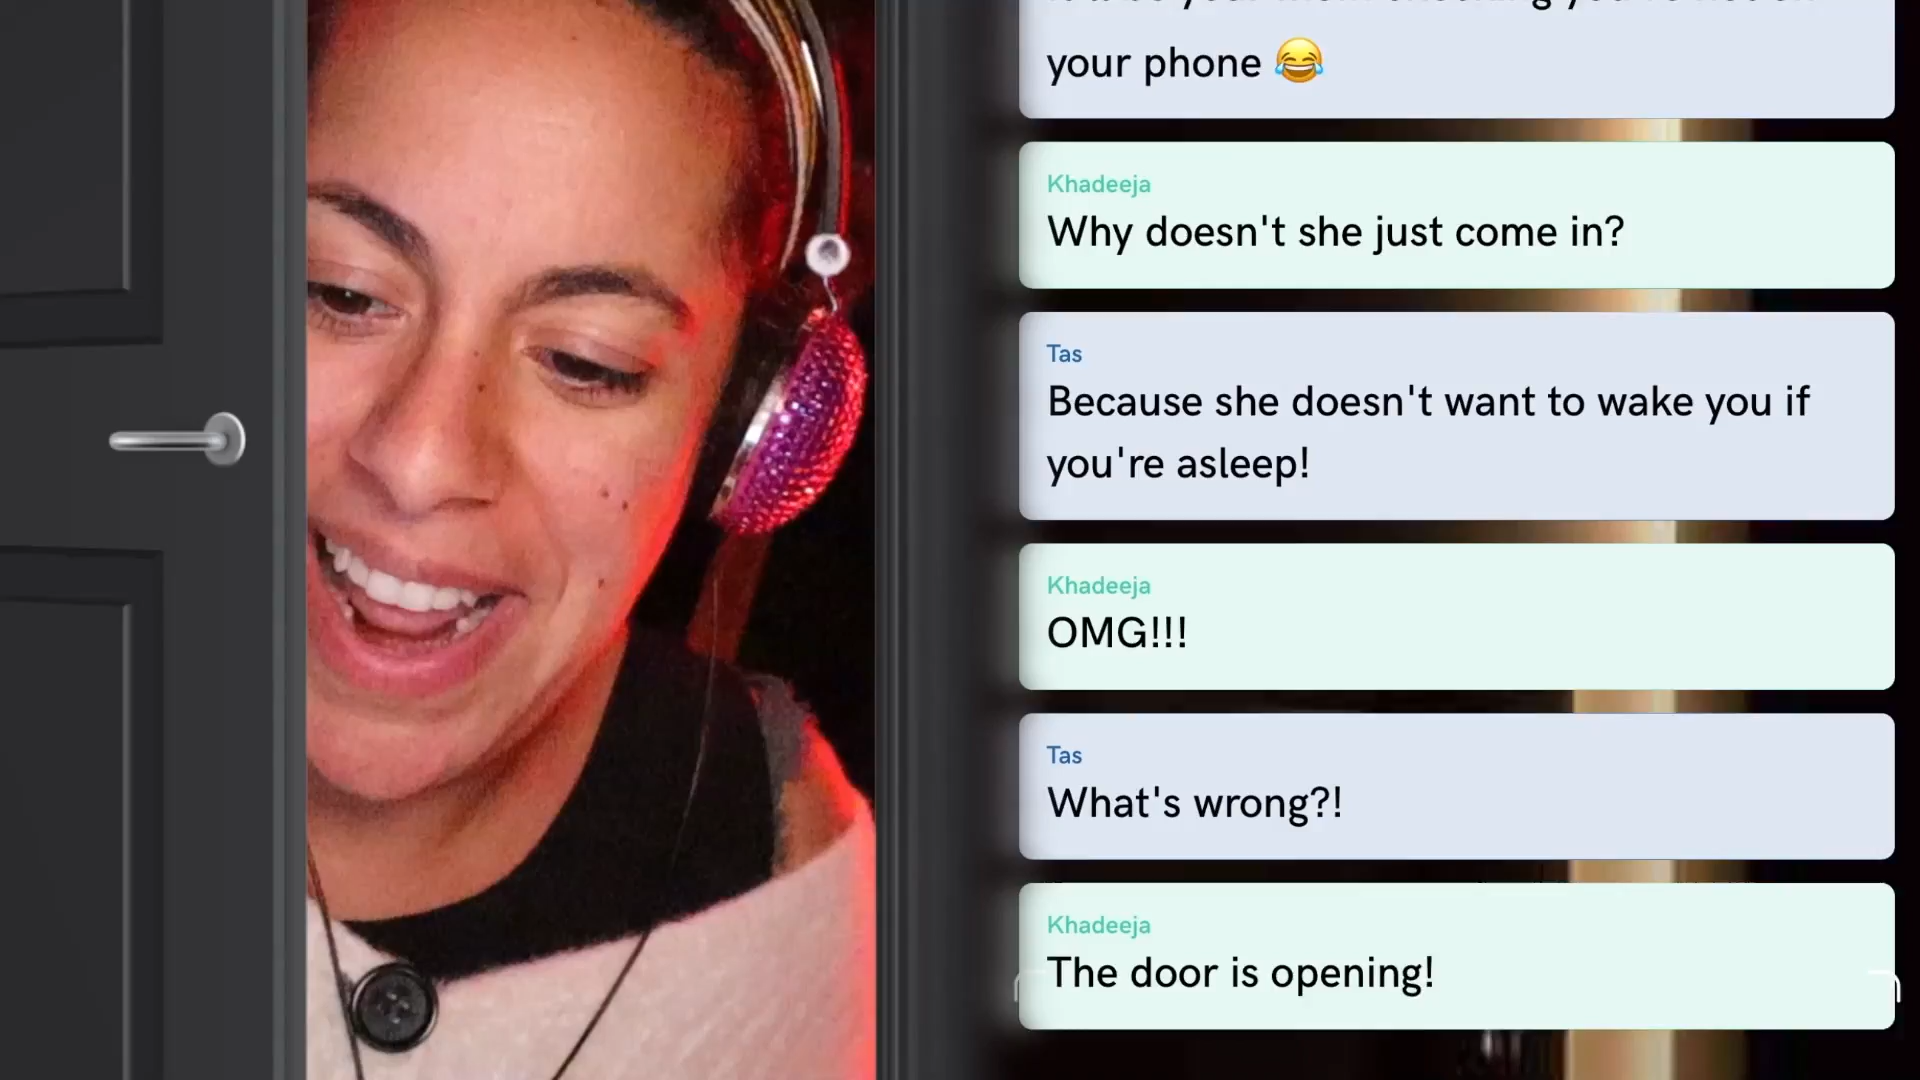 your phone 😂
Khadeeja
Why doesn't she just come in?
Tas
Because she doesn't want to wake you if
you're asleep!
Khadeeja
OMG!!!
Tas
What's wrong?!
Khadeeja
The door is opening!